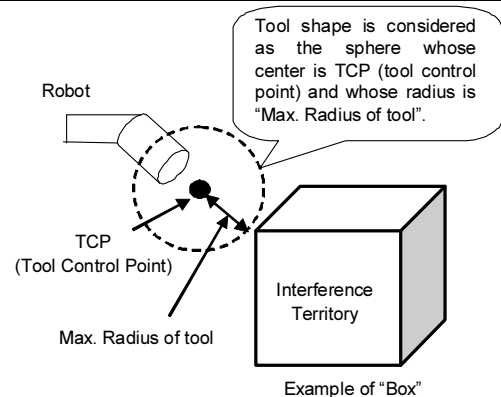 Tool shape is considered
as the sphere whose
center is TCP (tool control
point) and whose radius is
“Max. Radius of tool”.
Robot
TCP
(Tool Control Point)
Max. Radius of tool
Interference
Territory
Example of “Box”